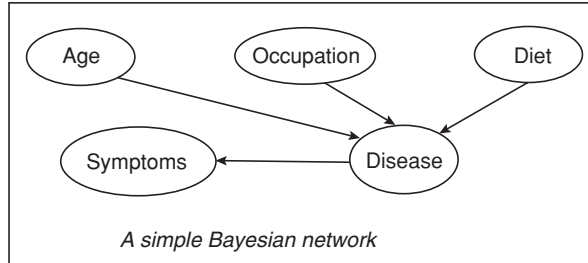 Age
Occupation
Diet
Symptoms
Disease
A simple Bayesian network